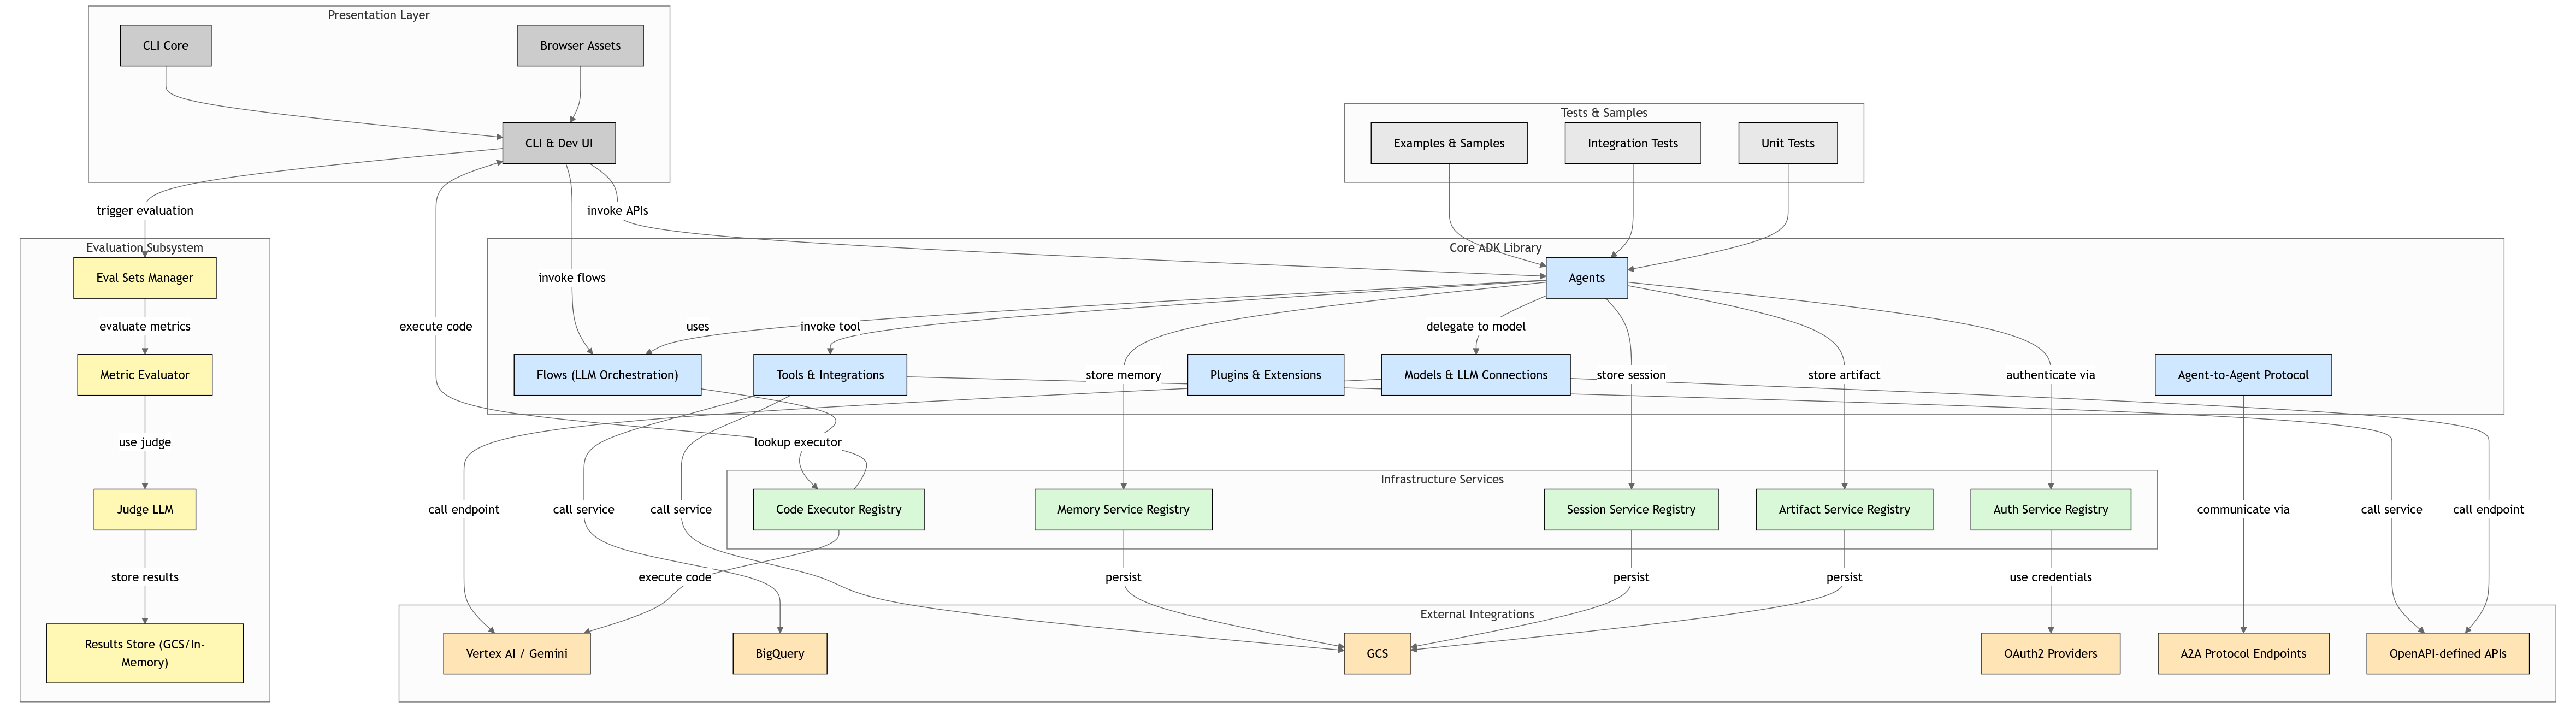 Presentation Layer
CLI Core
Browser Assets
CLI & Dev UI
Tests & Samples
Examples & Samples
Integration Tests
Unit Tests
trigger evaluation
invoke APIs
Evaluation Subsystem
Core ADK Library
Eval Sets Manager
invoke flows
Agents
evaluate metrics
execute code
uses
invoke tool
delegate to model
Metric Evaluator
Flows (LLM Orchestration)
Tools & Integrations
store memory
Plugins & Extensions
Models & LLM Connections
store session
store artifact
authenticate via
Agent-to-Agent Protocol
use judge
lookup executor
Infrastructure Services
Judge LLM
call endpoint
call service
call service
Code Executor Registry
Memory Service Registry
Session Service Registry
Artifact Service Registry
Auth Service Registry
communicate via
call service
call endpoint
store results
execute code
persist
persist
persist
use credentials
External Integrations
Results Store (GCS/In-
Memory)
Vertex AI / Gemini
BigQuery
GCS
OAuth2 Providers
A2A Protocol Endpoints
OpenAPI-defined APIs